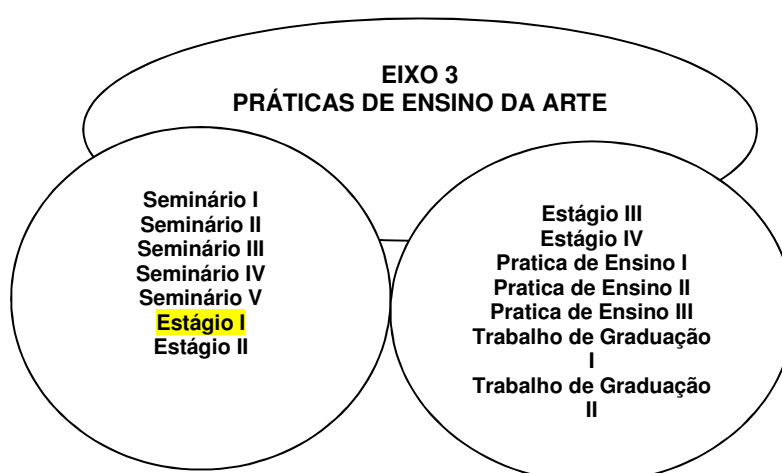 EIXO 3
PRÁTICAS DE ENSINO DA ARTE
Seminário I
Seminário II
Seminário III
Seminário IV
Seminário V
Estágio I
Estágio II
Estágio III
Estágio IV
Pratica de Ensino I
Pratica de Ensino II
Pratica de Ensino III
Trabalho de Graduação
I
Trabalho de Graduação
II